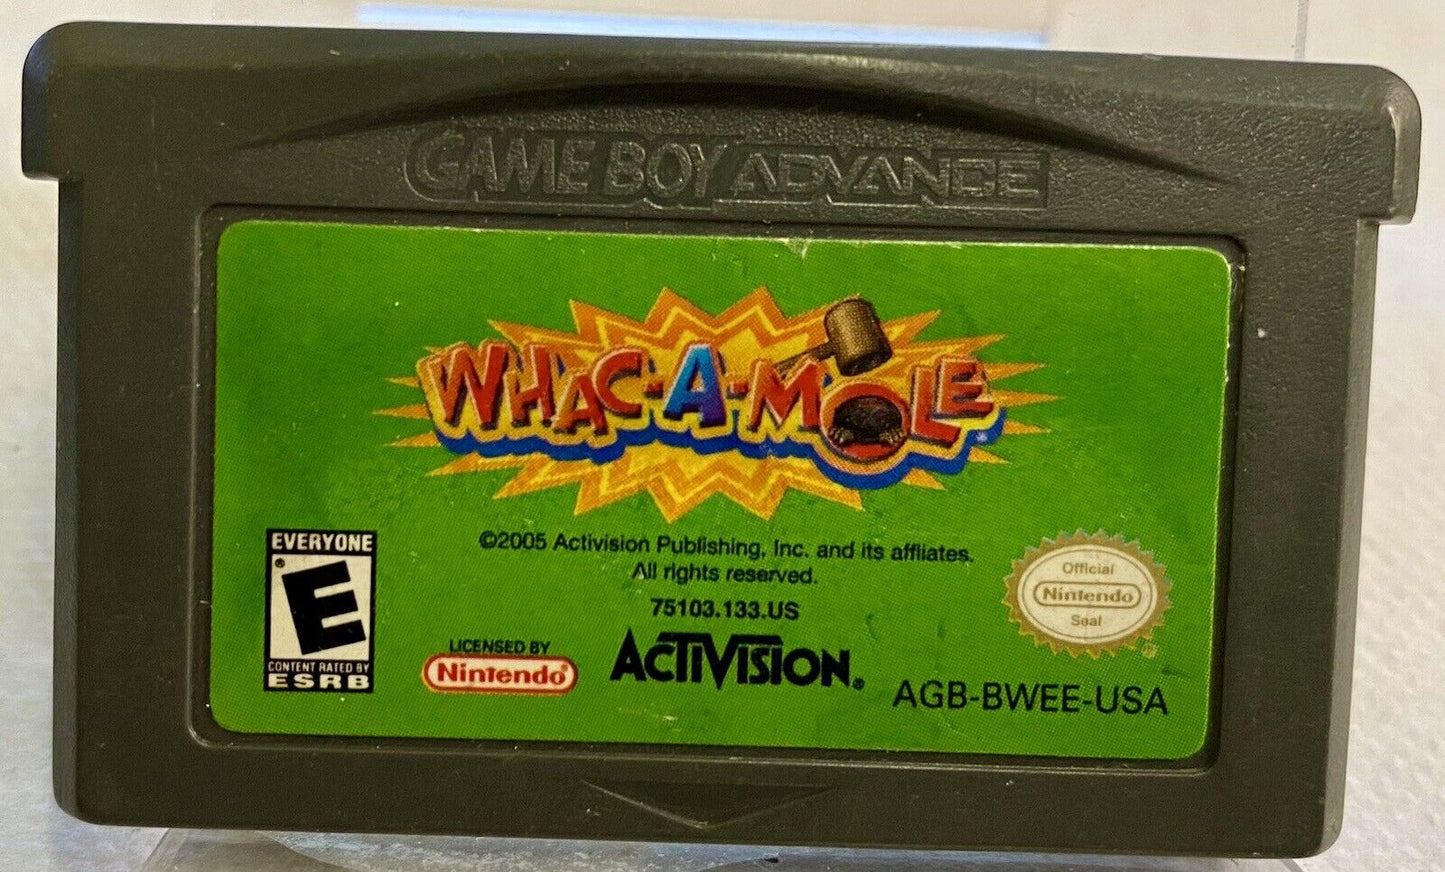 GAME BOY ADVANCE
WHAC-A-MOLE
©2005 Activision Publishing, Inc. and its affliates.
All rights reserved.
75103.133.US
EVERYONE
E
CONTENT RATED BY
ESRB
LICENSED BY
Nintendo®
ACTIVISION®
Official
Nintendo
Seal
AGB-BWEE-USA